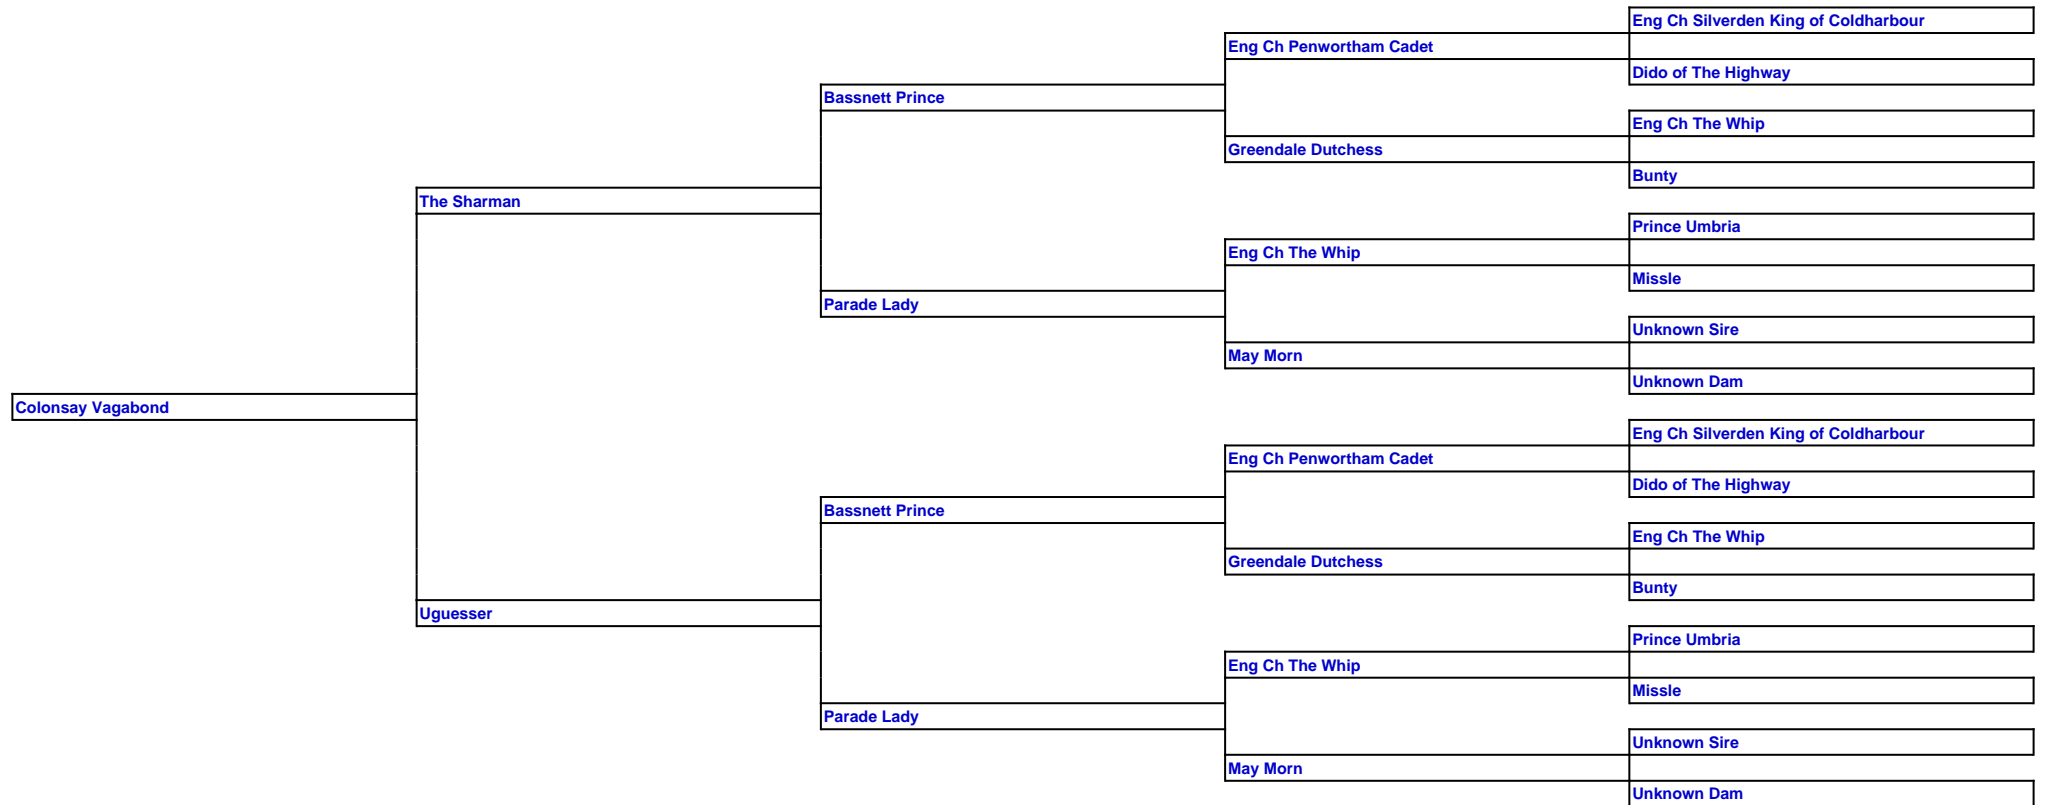 Eng Ch Silverden King of Coldharbour
Eng Ch Penwortham Cadet
Dido of The Highway
Bassnett Prince
Eng Ch The Whip
Greendale Dutchess
Bunty
The Sharman
Prince Umbria
Eng Ch The Whip
Missle
Parade Lady
Unknown Sire
May Morn
Unknown Dam
Colonsay Vagabond
Eng Ch Silverden King of Coldharbour
Eng Ch Penwortham Cadet
Dido of The Highway
Bassnett Prince
Eng Ch The Whip
Greendale Dutchess
Bunty
Uguesser
Prince Umbria
Eng Ch The Whip
Missle
Parade Lady
Unknown Sire
May Morn
Unknown Dam